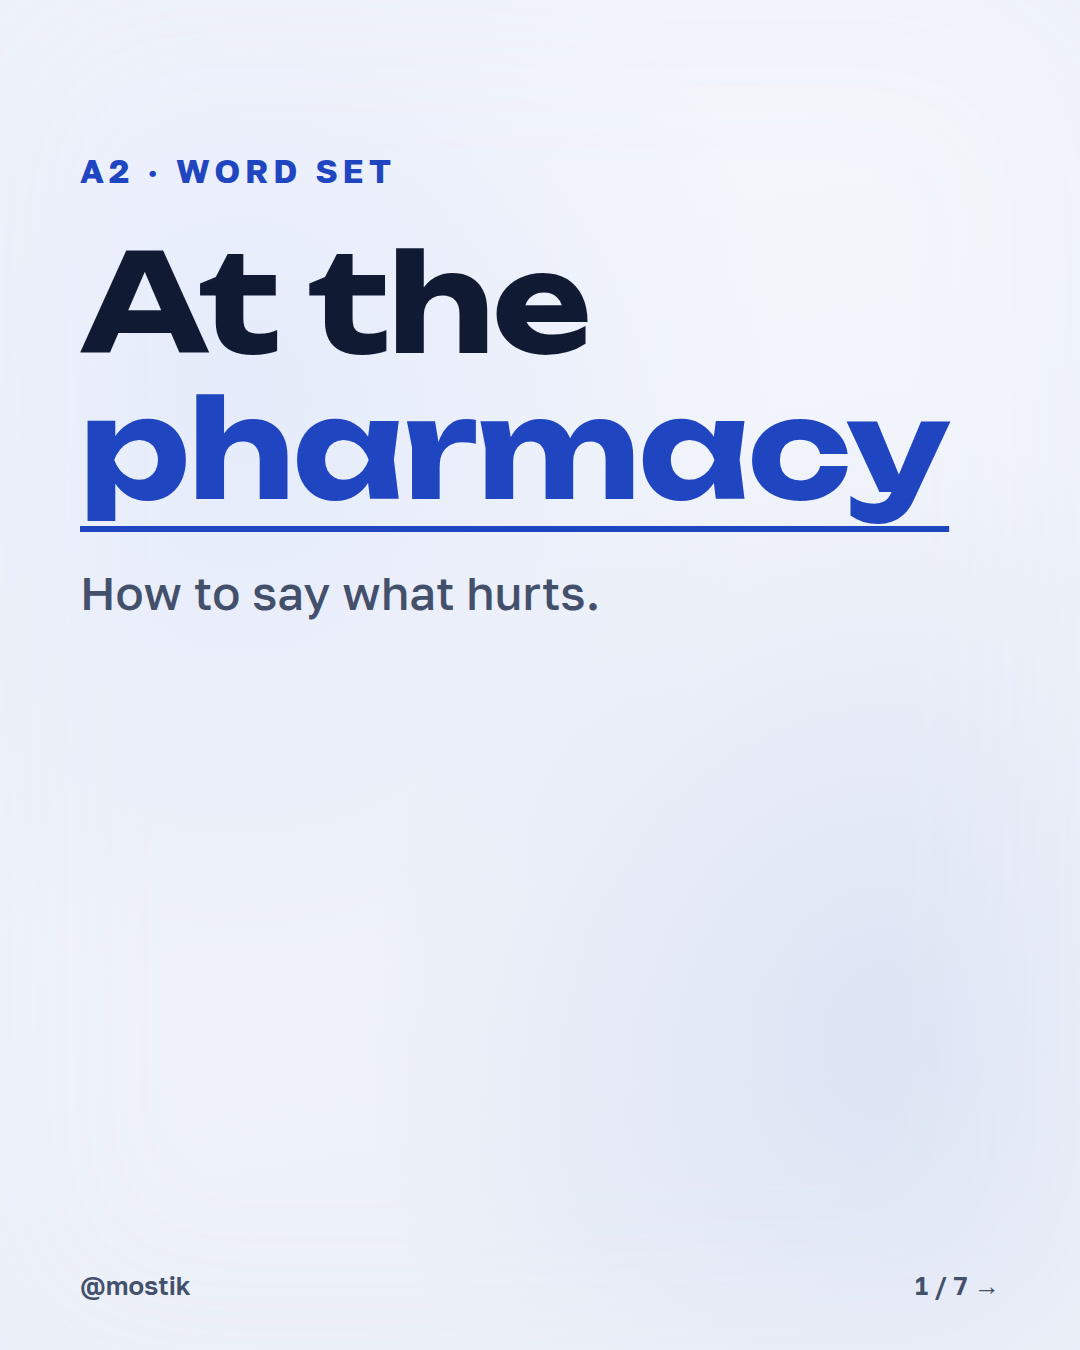 A2 · WORD SET
At the
pharmacy
How to say what hurts.
@mostik
1 / 7 →